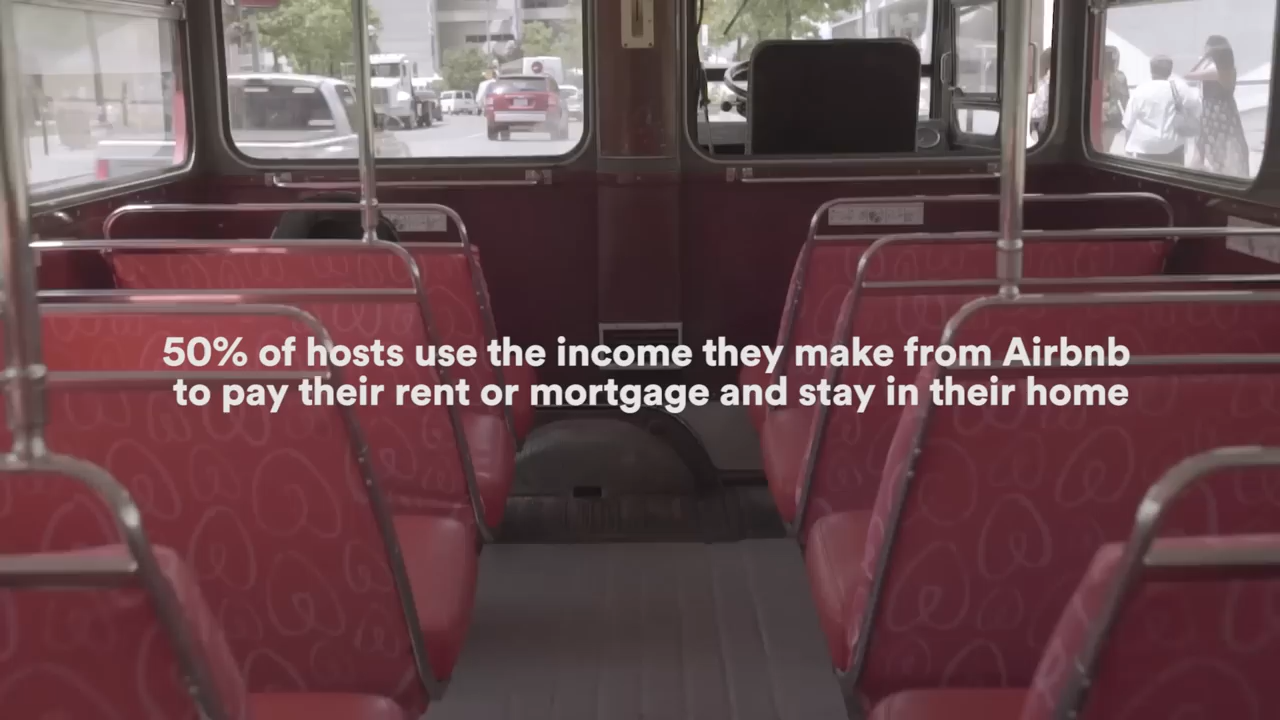 50% of hosts use the income they make from Airbnb
to pay their rent or mortgage and stay in their home